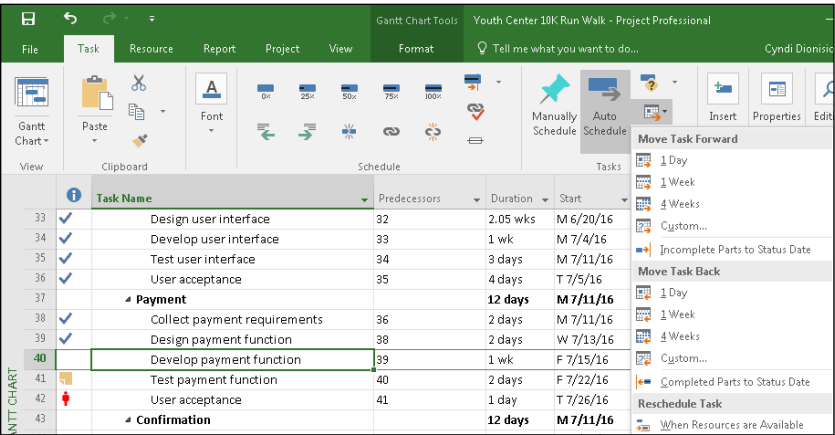 Gantt Chart Tools Youth Center 10K Run Walk - Project Professional
File Task Resource Report Project View Format Tell me what you want to do... Cyndi Dionisio
0% 25% 50% 75% 100%
Gantt Chart Paste Font Manually Schedule Auto Schedule Insert Properties Edit
View Clipboard Schedule Tasks
Move Task Forward
1 Day
1 Week
4 Weeks
Custom...
Incomplete Parts to Status Date
Move Task Back
1 Day
1 Week
4 Weeks
Custom...
Completed Parts to Status Date
Reschedule Task
When Resources are Available
Task Name Predecessors Duration Start
33 Design user interface 32 2.05 wks M 6/20/16
34 Develop user interface 33 1 wk M 7/4/16
35 Test user interface 34 3 days M 7/11/16
36 User acceptance 35 4 days T 7/5/16
37 Payment 12 days M 7/11/16
38 Collect payment requirements 36 2 days M 7/11/16
39 Design payment function 38 2 days W 7/13/16
40 Develop payment function 39 1 wk F 7/15/16
41 Test payment function 40 2 days F 7/22/16
42 User acceptance 41 1 day T 7/26/16
43 Confirmation 12 days M 7/11/16
NTT CHART